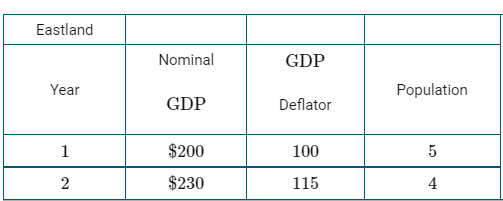 Eastland
Year
Nominal
GDP
GDP
Deflator
Population
1 $200 100 5
2 $230 115 4